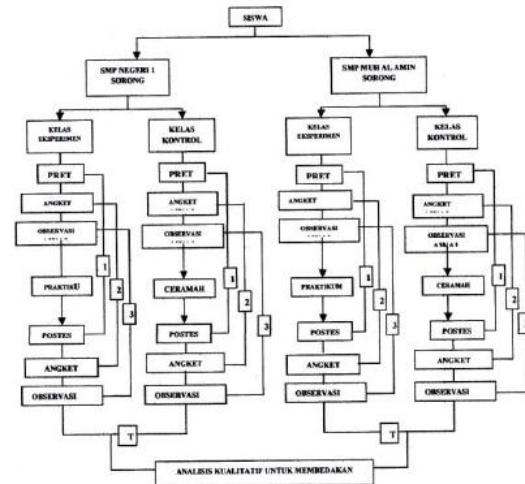 SISWA
SMP NEGERI 1
SORONG
SMP MUH AL AMIN
SORONG
KELAS
EKSPERIMEN
KELAS
KONTROL
KELAS
EKSPERIMEN
KELAS
KONTROL
PRET
PRET
PRET
PRET
ANGKET
ANGKET
ANGKET
ANGKET
OBSERVASI
OBSERVASI
OBSERVASI
OBSERVASI
1
2
3
1
2
3
1
2
3
1
2
PRAKTIKU
CERAMAH
PRAKTIKUM
CERAMAH
POSTES
POSTES
POSTES
POSTES
ANGKET
ANGKET
ANGKET
ANGKET
OBSERVASI
OBSERVASI
OBSERVASI
OBSERVASI
T
T
ANALISIS KUALITATIF UNTUK MEMBEDAKAN